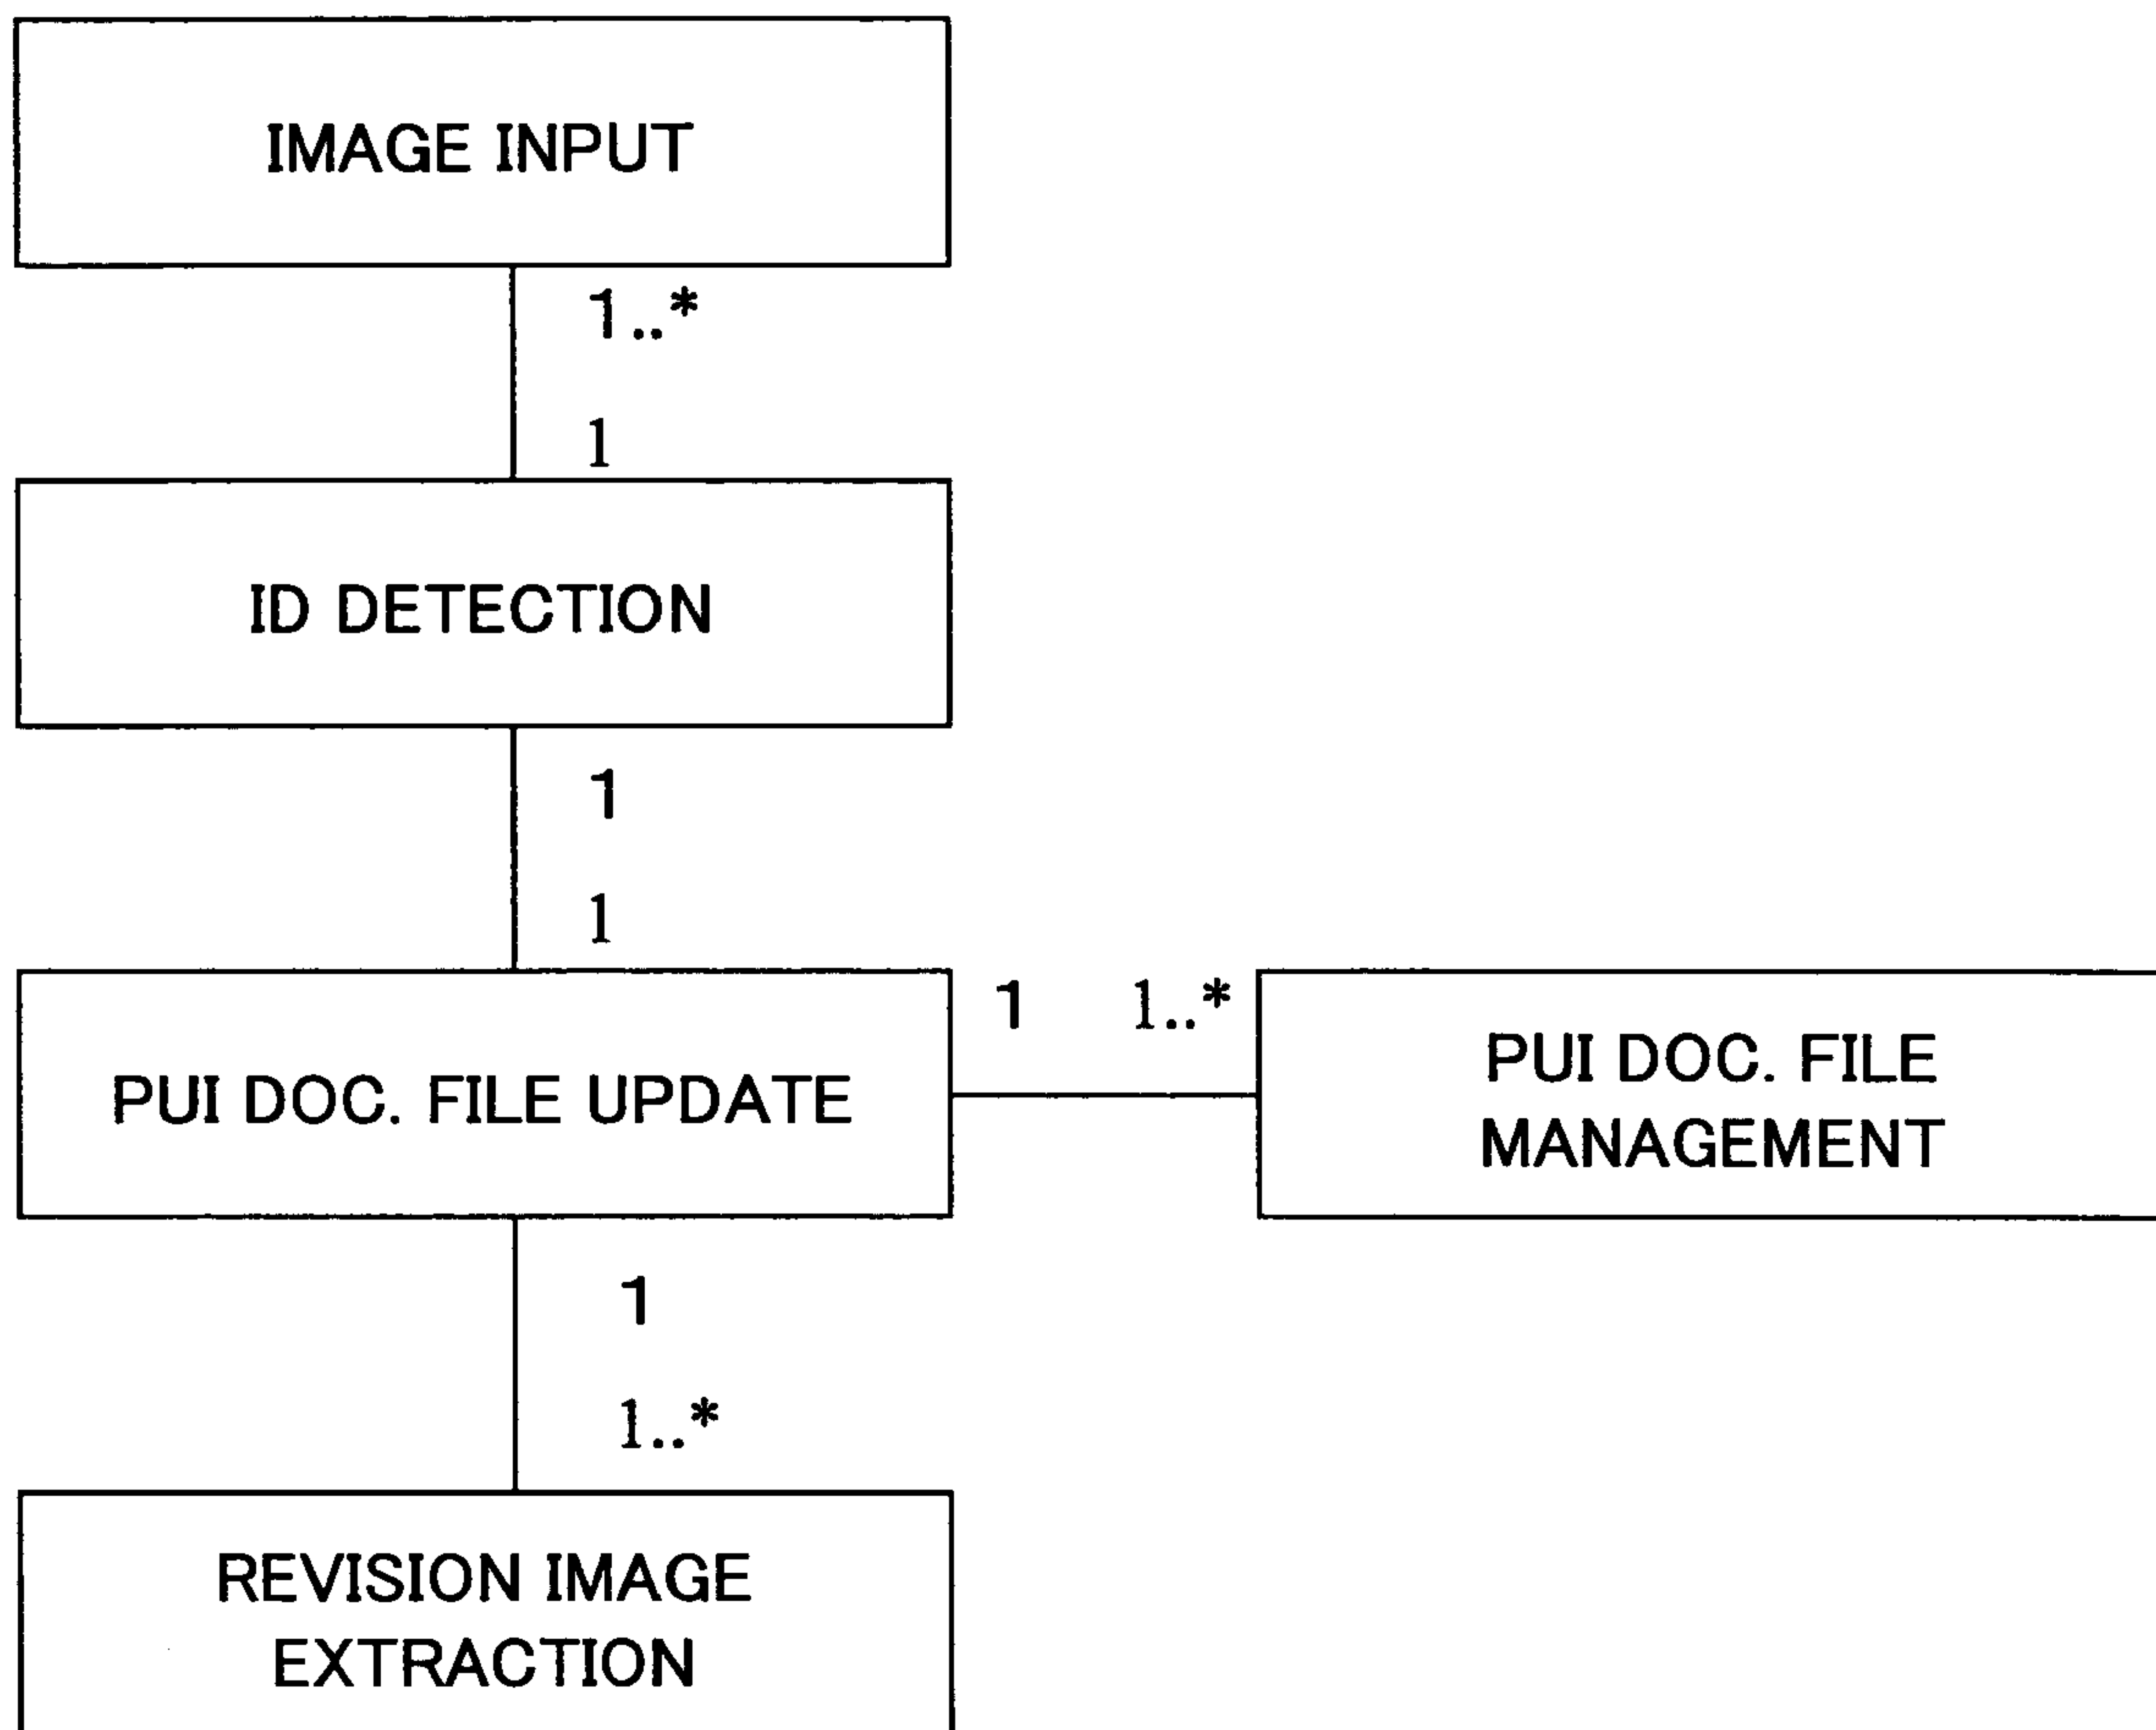 IMAGE INPUT
1..*
1
ID DETECTION
1
1
PUI DOC. FILE UPDATE
1 1..*
PUI DOC. FILE
MANAGEMENT
1
1..*
REVISION IMAGE
EXTRACTION